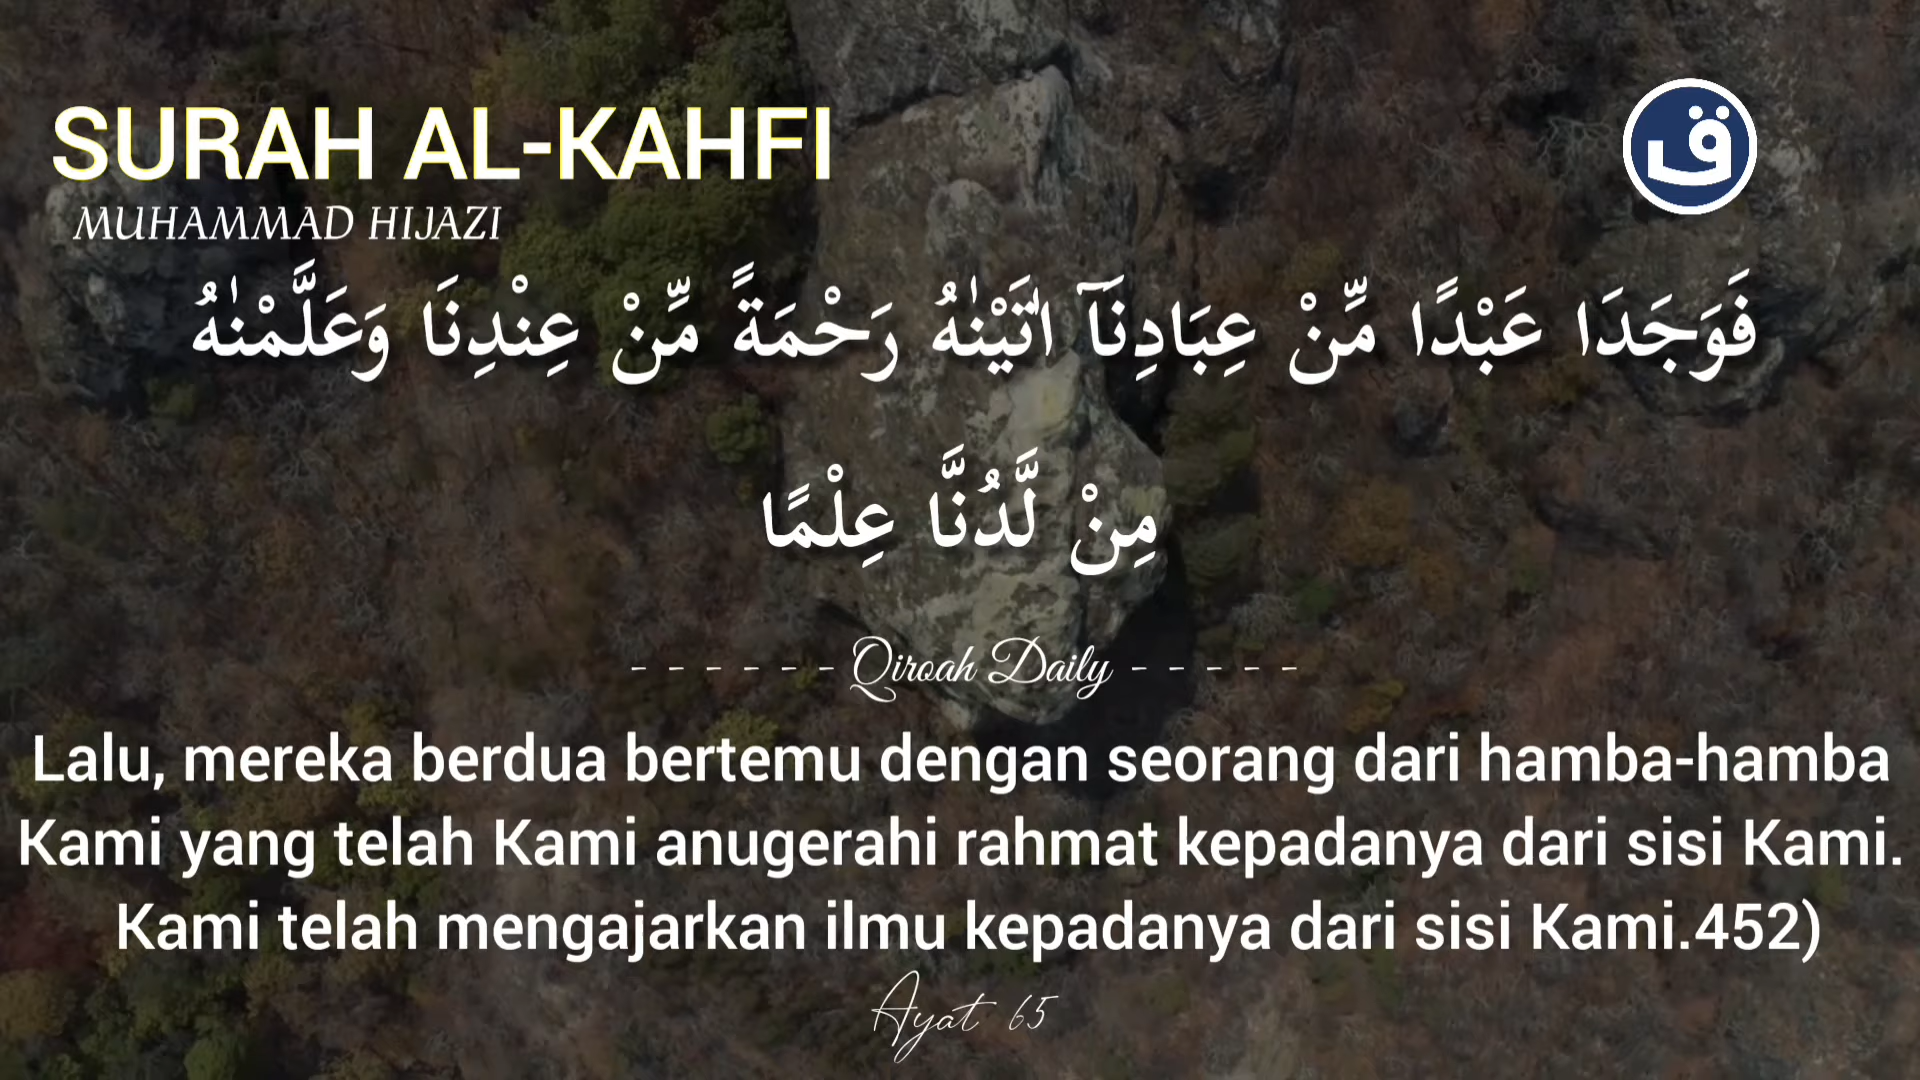 SURAH AL-KAHFI
ق
MUHAMMAD HIJAZI
فَوَجَدَا عَبْدًا مِّنْ عِبَادِنَآ اٰتَيْنٰهُ رَحْمَةً مِّنْ عِنْدِنَا وَعَلَّمْنٰهُ
مِنْ لَّدُنَّا عِلْمًا
- - - - - - Qiroah Daily - - - - -
Lalu, mereka berdua bertemu dengan seorang dari hamba-hamba
Kami yang telah Kami anugerahi rahmat kepadanya dari sisi Kami.
Kami telah mengajarkan ilmu kepadanya dari sisi Kami.452)
Ayat 65